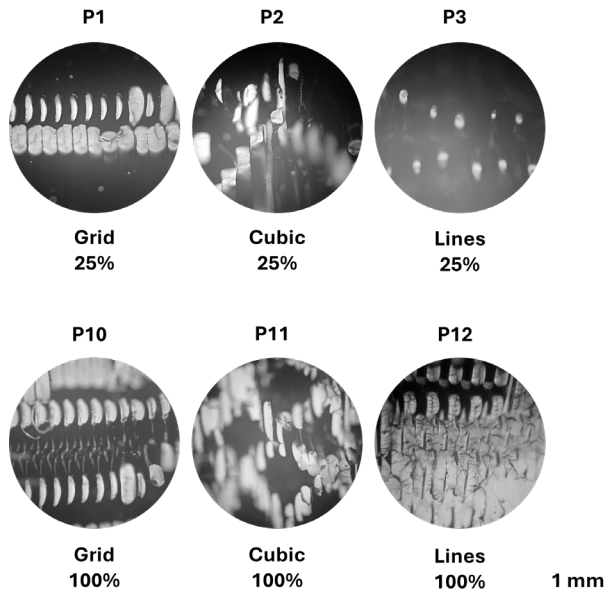 P1 P2 P3
Grid Cubic Lines
25% 25% 25%
P10 P11 P12
Grid Cubic Lines
100% 100% 100% 1 mm